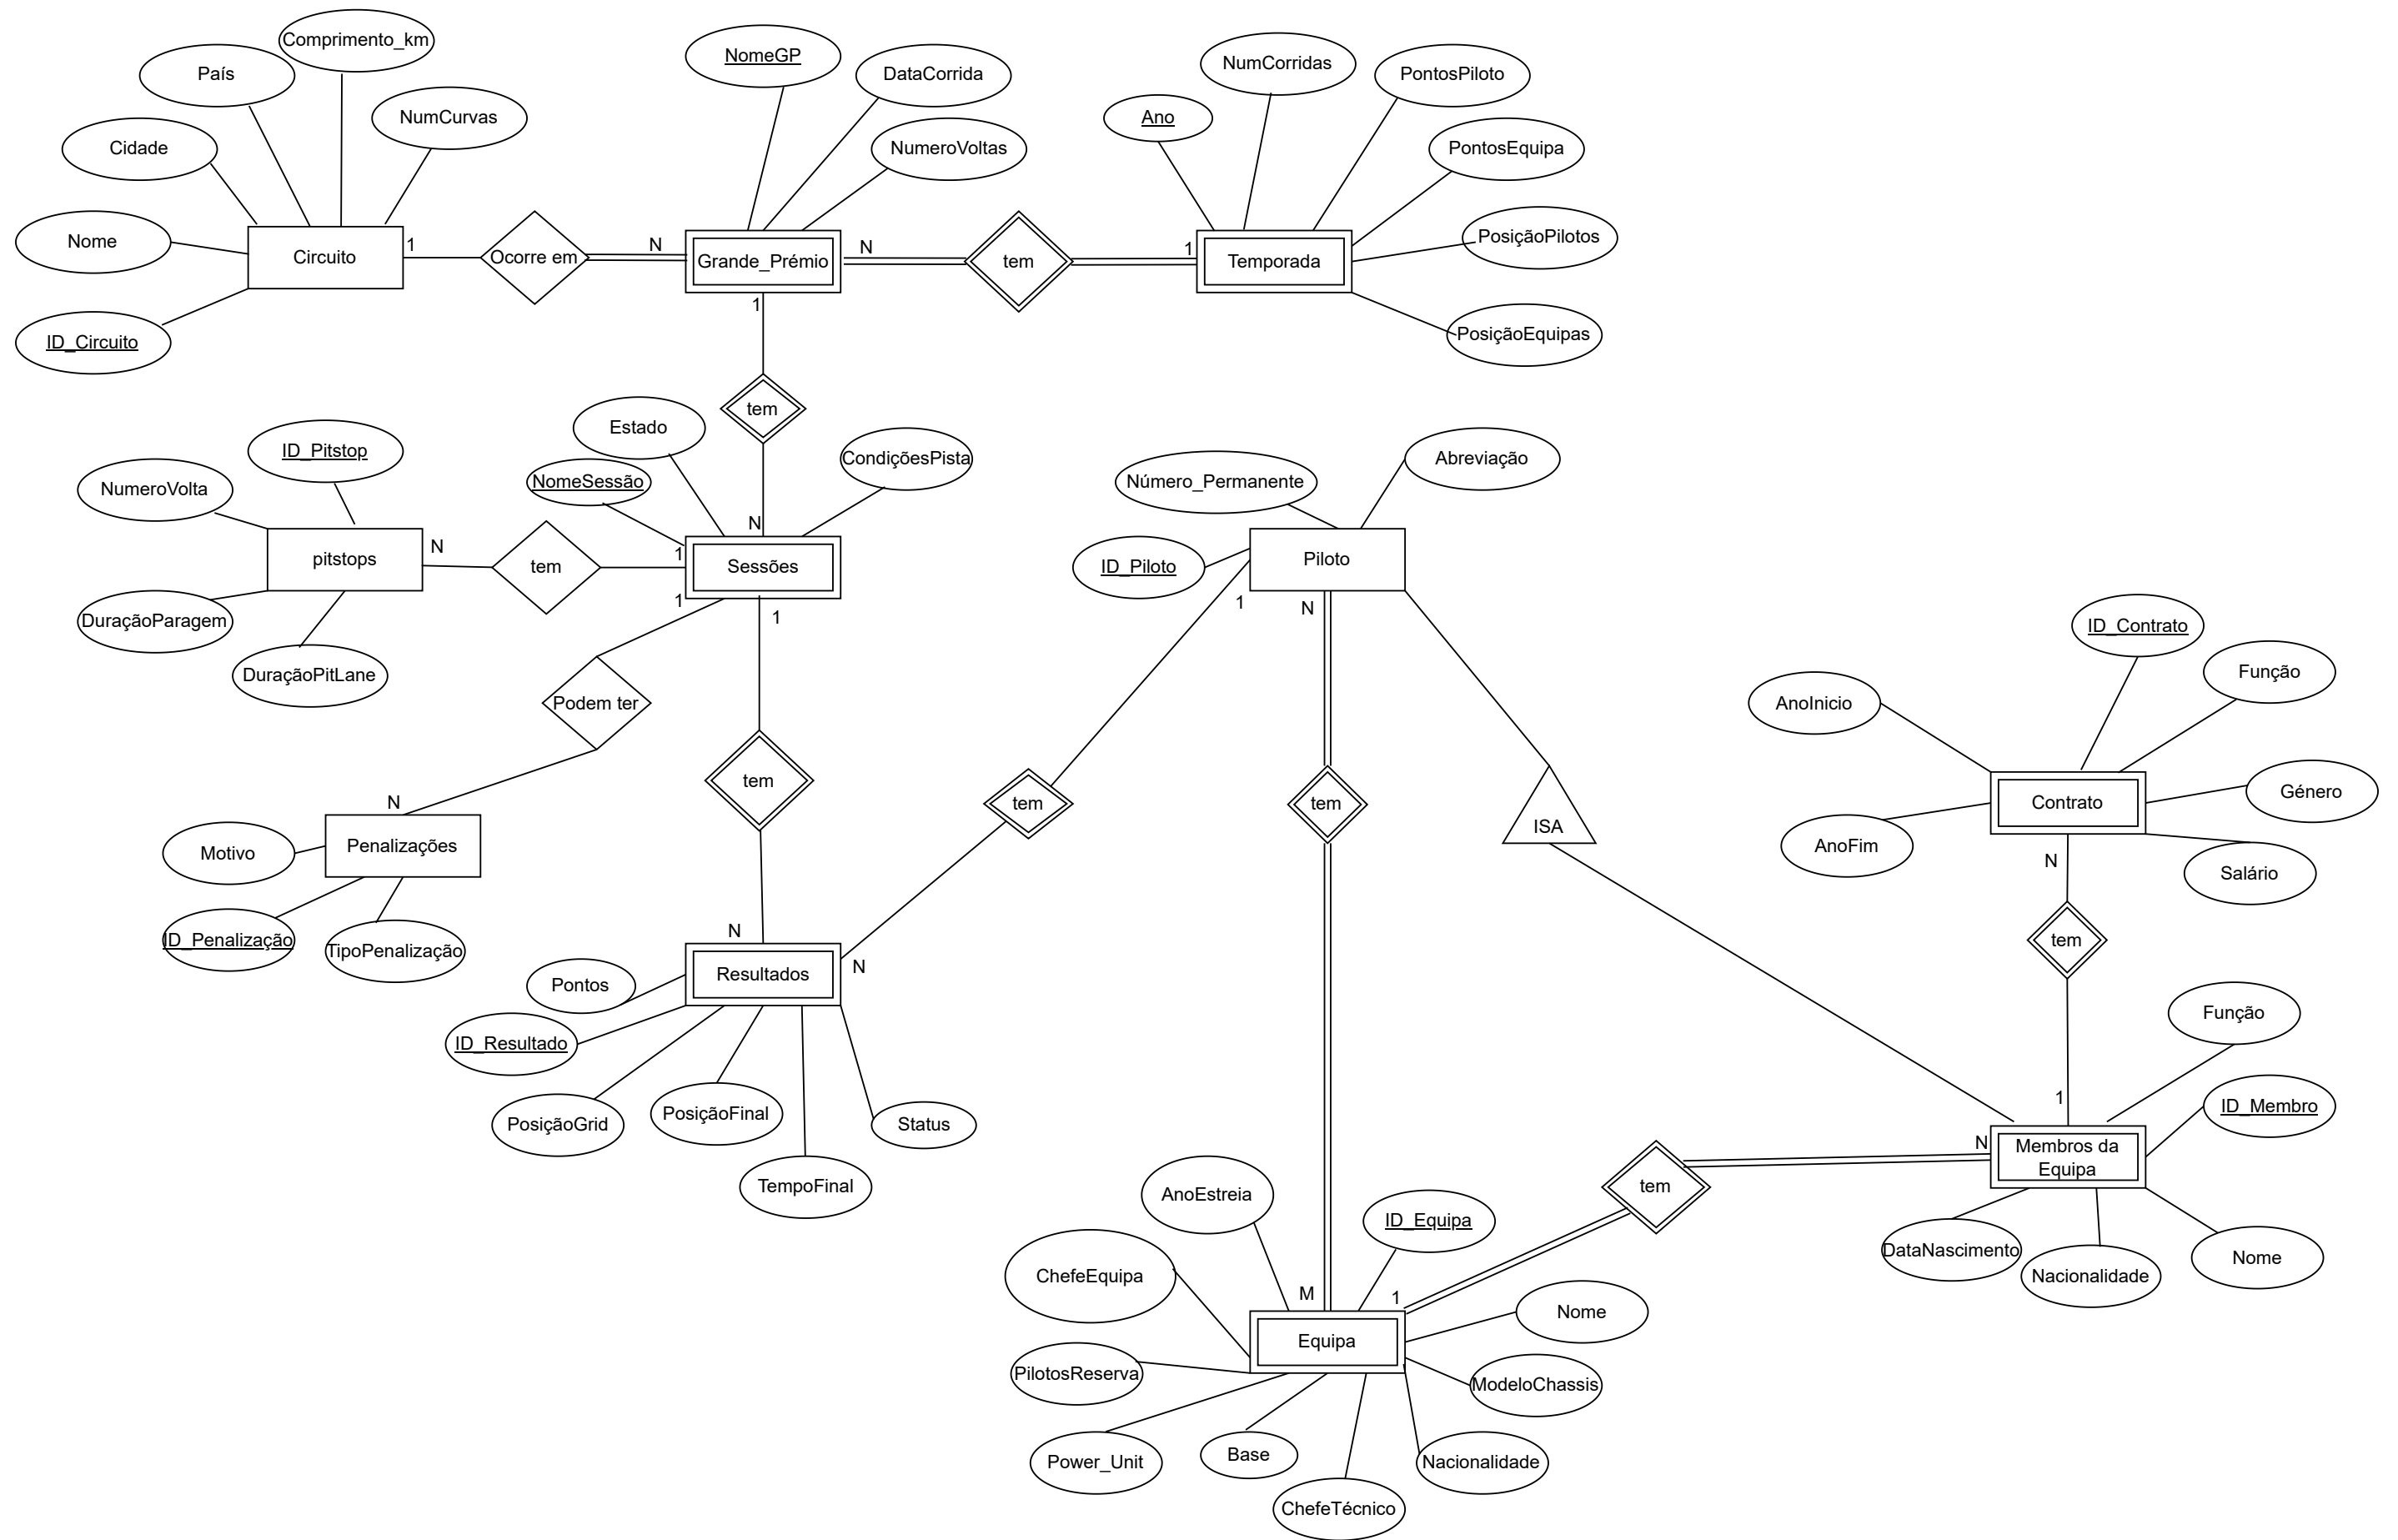 Comprimento_km
País
NumCurvas
Cidade
Nome
Circuito
ID_Circuito
1
Ocorre em
N
NomeGP
DataCorrida
NumeroVoltas
Grande_Prémio
N
tem
1
1
NumCorridas
PontosPiloto
Ano
PontosEquipa
PosiçãoPilotos
Temporada
PosiçãoEquipas
tem
N
Estado
CondiçõesPista
NomeSessão
Sessões
1
1
1
ID_Pitstop
NumeroVolta
pitstops
N
tem
DuraçãoParagem
DuraçãoPitLane
Podem ter
N
Penalizações
Motivo
ID_Penalização
TipoPenalização
tem
N
Resultados
N
Pontos
ID_Resultado
PosiçãoGrid
PosiçãoFinal
TempoFinal
Status
tem
Número_Permanente
Abreviação
ID_Piloto
Piloto
1
N
tem
ISA
M
ID_Contrato
Função
AnoInicio
Género
Contrato
AnoFim
Salário
N
tem
1
Função
ID_Membro
Membros da
Equipa
N
DataNascimento
Nacionalidade
Nome
tem
1
AnoEstreia
ID_Equipa
ChefeEquipa
Nome
Equipa
PilotosReserva
ModeloChassis
Power_Unit
Base
Nacionalidade
ChefeTécnico